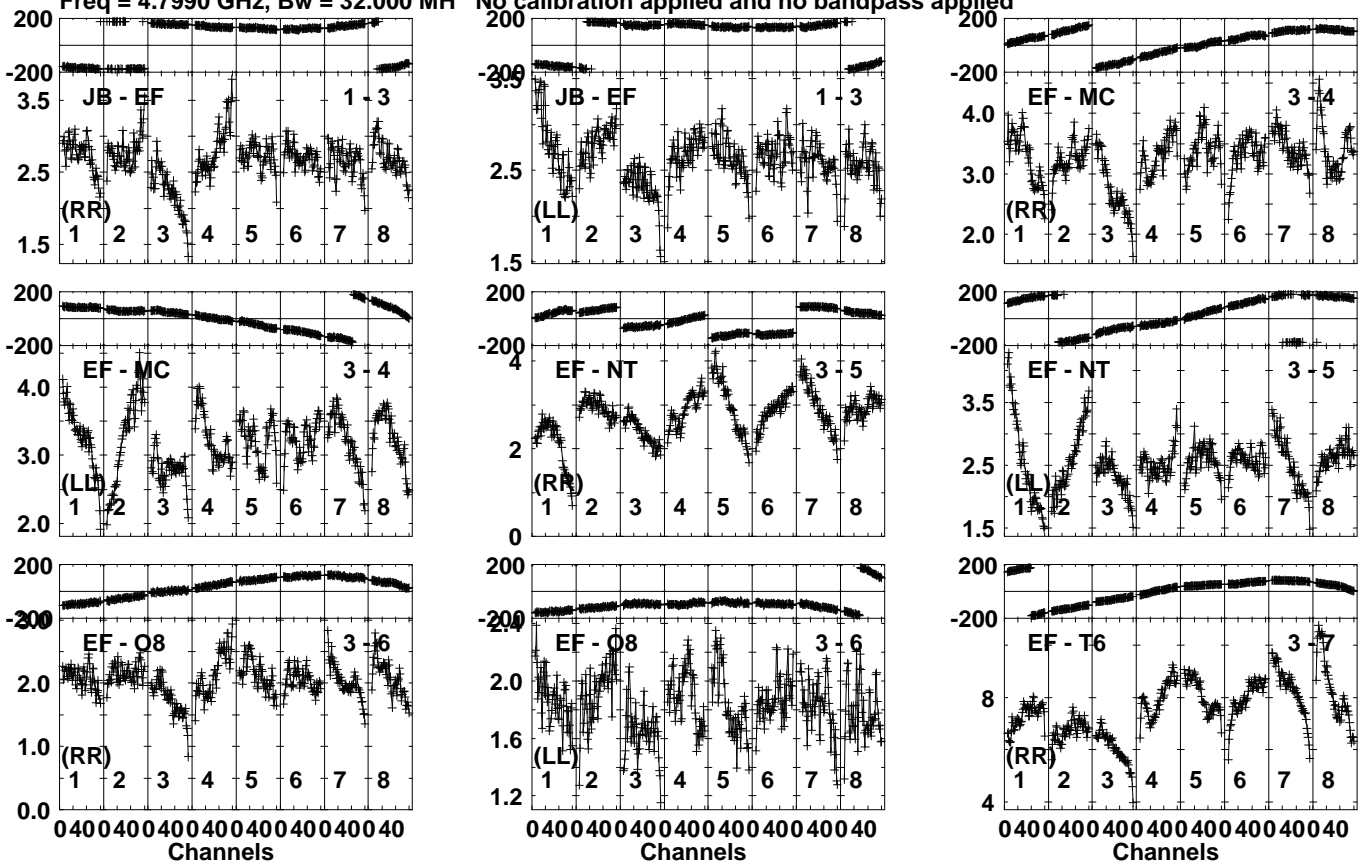 Freq = 4.7990 GHz, Bw = 32.000 MH No calibration applied and no bandpass applied
200 200 200
-200 -200 -200
JB - EF 1 - 3 JB - EF 1 - 3 EF - MC 3 - 4
3.5 3.5 4.0
2.5 2.5 3.0
(RR) (LL) (RR)
1 2 3 4 5 6 7 8 1 2 3 4 5 6 7 8 1 2 3 4 5 6 7 8
1.5 1.5 2.0
200 200 200
-200 -200 -200
EF - MC 3 - 4 EF - NT 3 - 5 EF - NT 3 - 5
4.0 4 3.5
3.0 2 2.5
(LL) (RR) (LL)
1 2 3 4 5 6 7 8 1 2 3 4 5 6 7 8 1 2 3 4 5 6 7 8
2.0 0 1.5
200 200 200
-200 -200 -200
3.0 2.4
EF - O8 3 - 6 EF - O8 3 - 6 EF - T6 3 - 7
2.0 2.0 8
1.0 1.6
(RR) (LL) (RR)
1 2 3 4 5 6 7 8 1 2 3 4 5 6 7 8 1 2 3 4 5 6 7 8
0.0 1.2 4
0 40 0 40 0 40 0 40 0 40 0 40 0 40 0 40 0 40 0 40 0 40 0 40 0 40 0 40 0 40 0 40 0 40 0 40 0 40 0 40 0 40 0 40 0 40 0 40
Channels Channels Channels